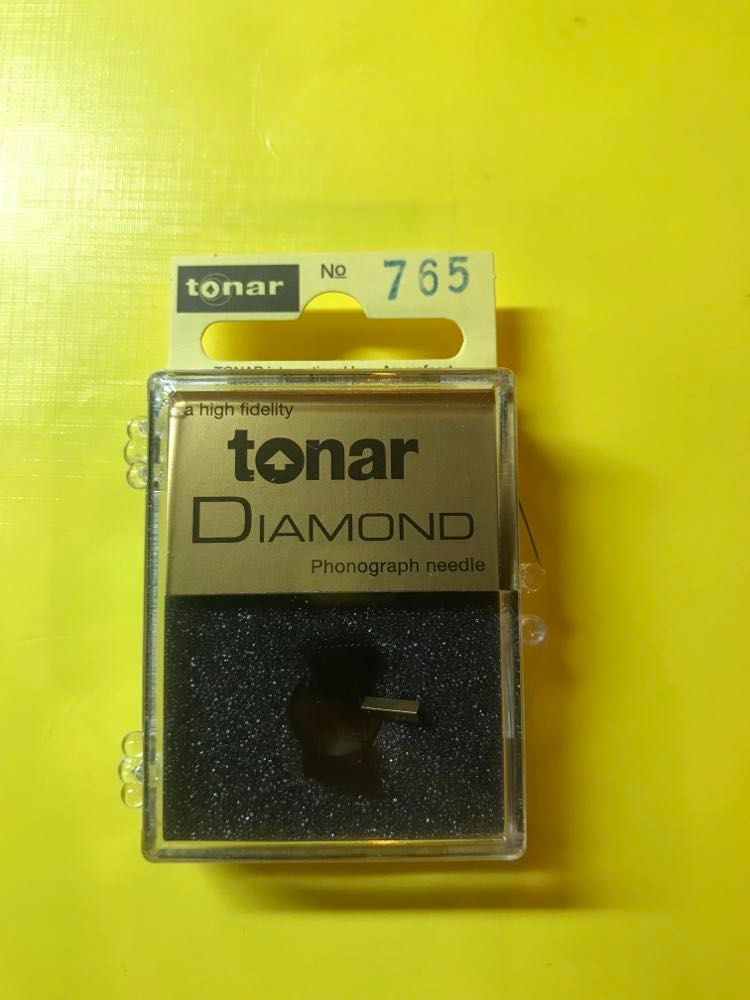 tonar No 765
a high fidelity
tonar
DIAMOND
Phonograph needle